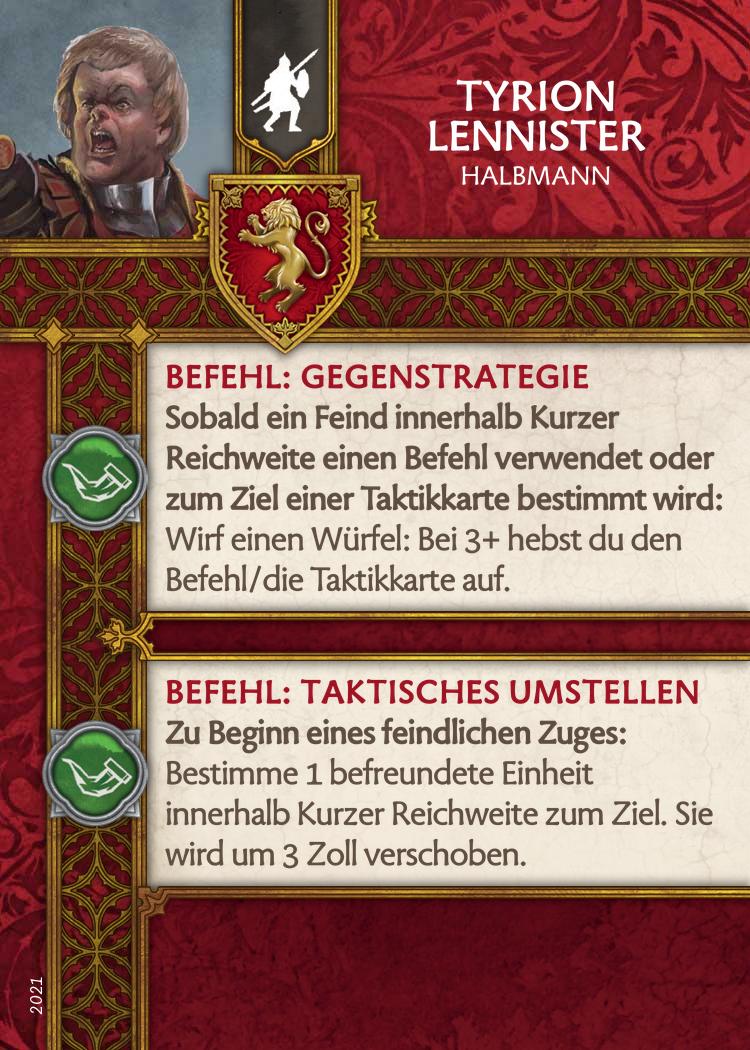 TYRION
LENNISTER
HALBMANN
BEFEHL: GEGENSTRATEGIE
Sobald ein Feind innerhalb Kurzer
Reichweite einen Befehl verwendet oder
zum Ziel einer Taktikkarte bestimmt wird:
Wirf einen Würfel: Bei 3+ hebst du den
Befehl/die Taktikkarte auf.
BEFEHL: TAKTISCHES UMSTELLEN
Zu Beginn eines feindlichen Zuges:
Bestimme 1 befreundete Einheit
innerhalb Kurzer Reichweite zum Ziel. Sie
wird um 3 Zoll verschoben.
2021